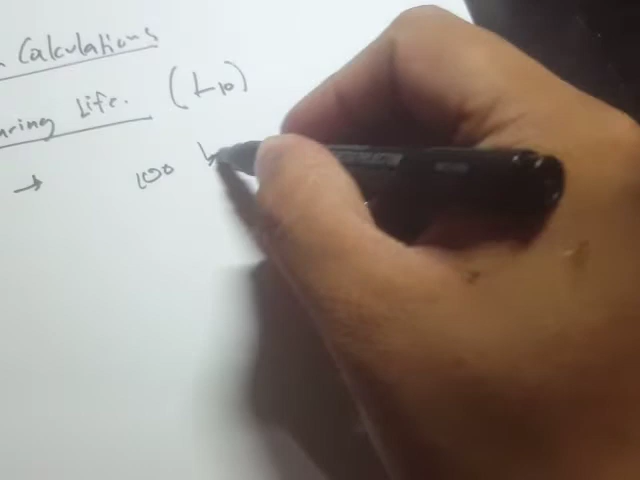 Calculations
Life. (L10)
→ 100